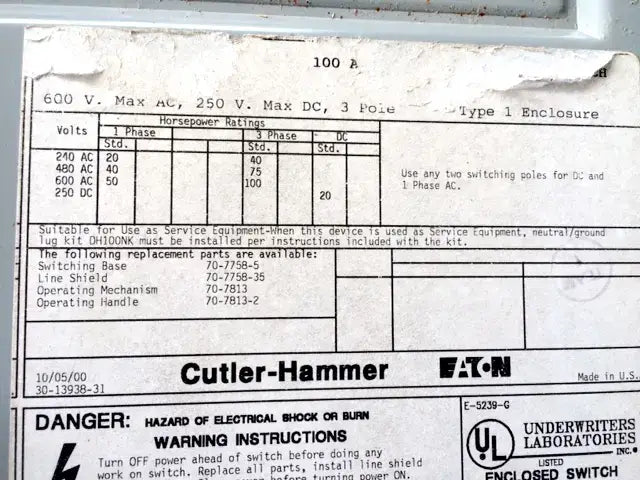 100 A
600 V. Max AC, 250 V. Max DC, 3 Pole Type 1 Enclosure
Horsepower Ratings
Volts 1 Phase 3 Phase DC
Std. Std. Std.
240 AC 20 40
480 AC 40 75
600 AC 50 100
250 DC 20
Use any two switching poles for DC and
1 Phase AC.
Suitable for Use as Service Equipment-When this device is used as Service Equipment, neutral/ground
lug kit DH100NK must be installed per instructions included with the kit.
The following replacement parts are available:
Switching Base 70-7758-5
Line Shield 70-7758-35
Operating Mechanism 70-7813
Operating Handle 70-7813-2
10/05/00
30-13938-31
Cutler-Hammer
EATON
Made in U.S.
DANGER: HAZARD OF ELECTRICAL SHOCK OR BURN
WARNING INSTRUCTIONS
Turn OFF power ahead of switch before doing any
work on switch. Replace all parts, install line shield
before turning power ON.
E-5239-G
UL
UNDERWRITERS
LABORATORIES
INC.
LISTED
ENCLOSED SWITCH